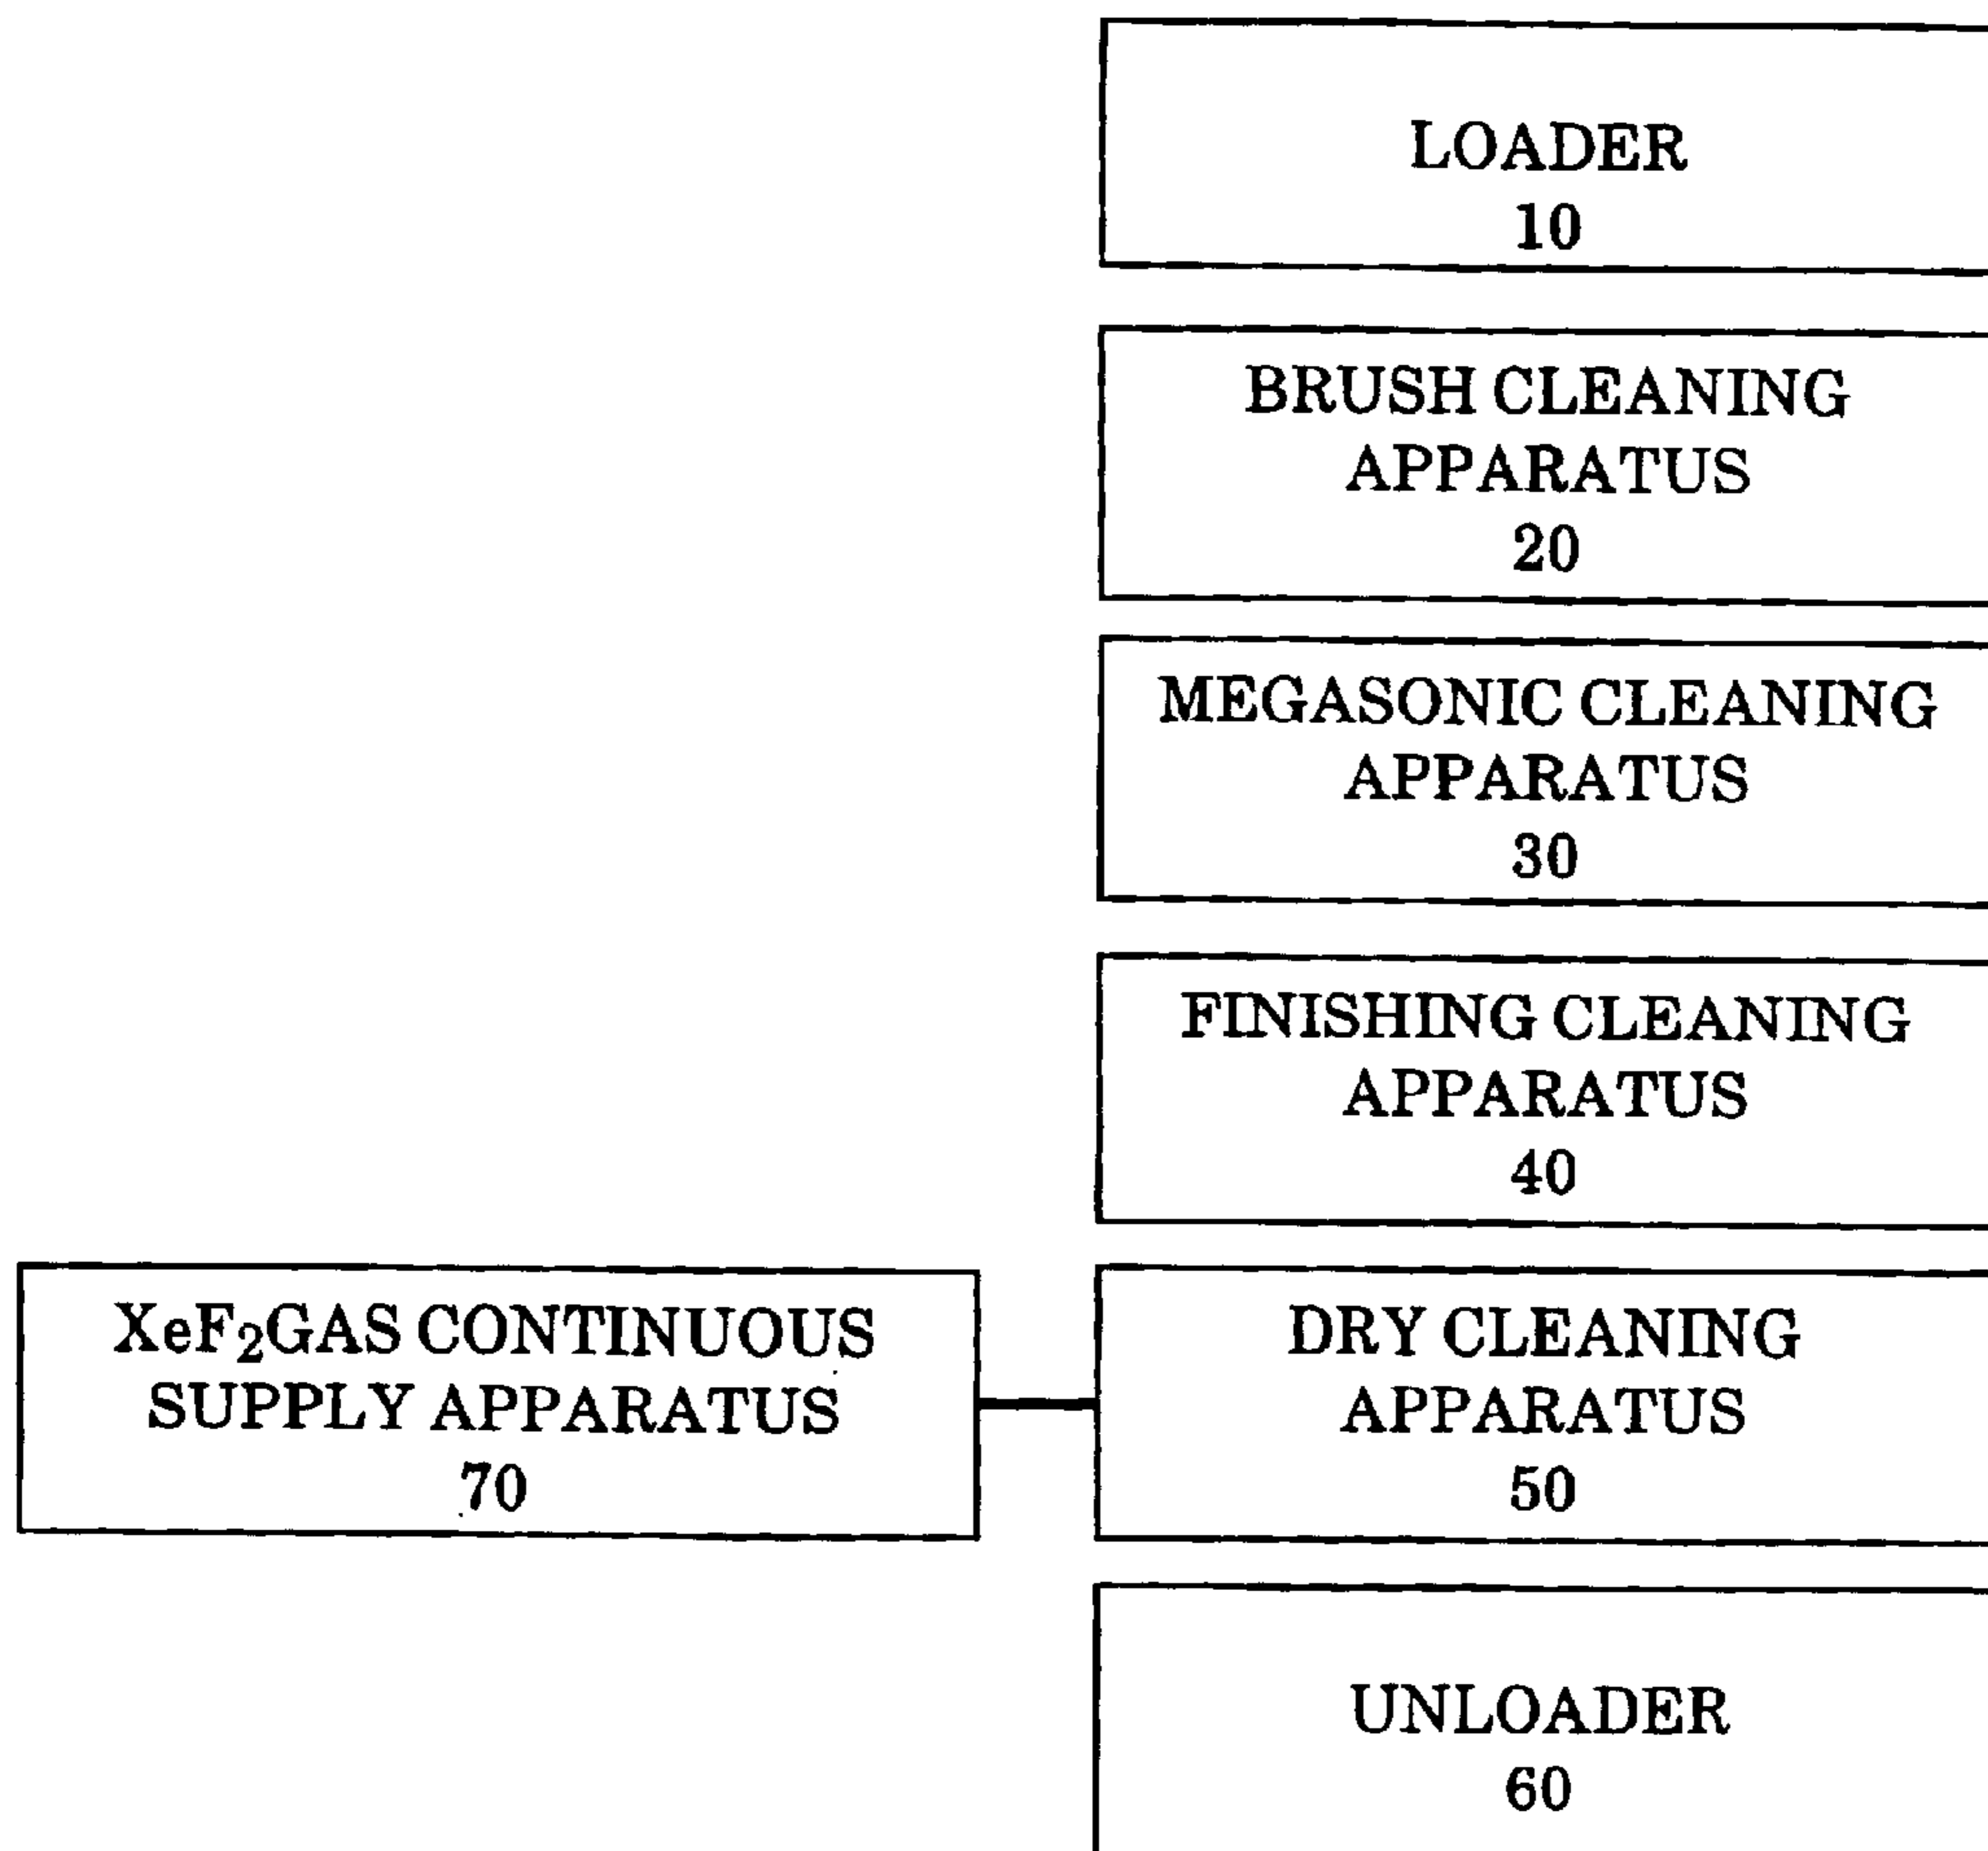 LOADER
10
BRUSH CLEANING
APPARATUS
20
MEGASONIC CLEANING
APPARATUS
30
FINISHING CLEANING
APPARATUS
40
XeF₂GAS CONTINUOUS
SUPPLY APPARATUS
70
DRY CLEANING
APPARATUS
50
UNLOADER
60